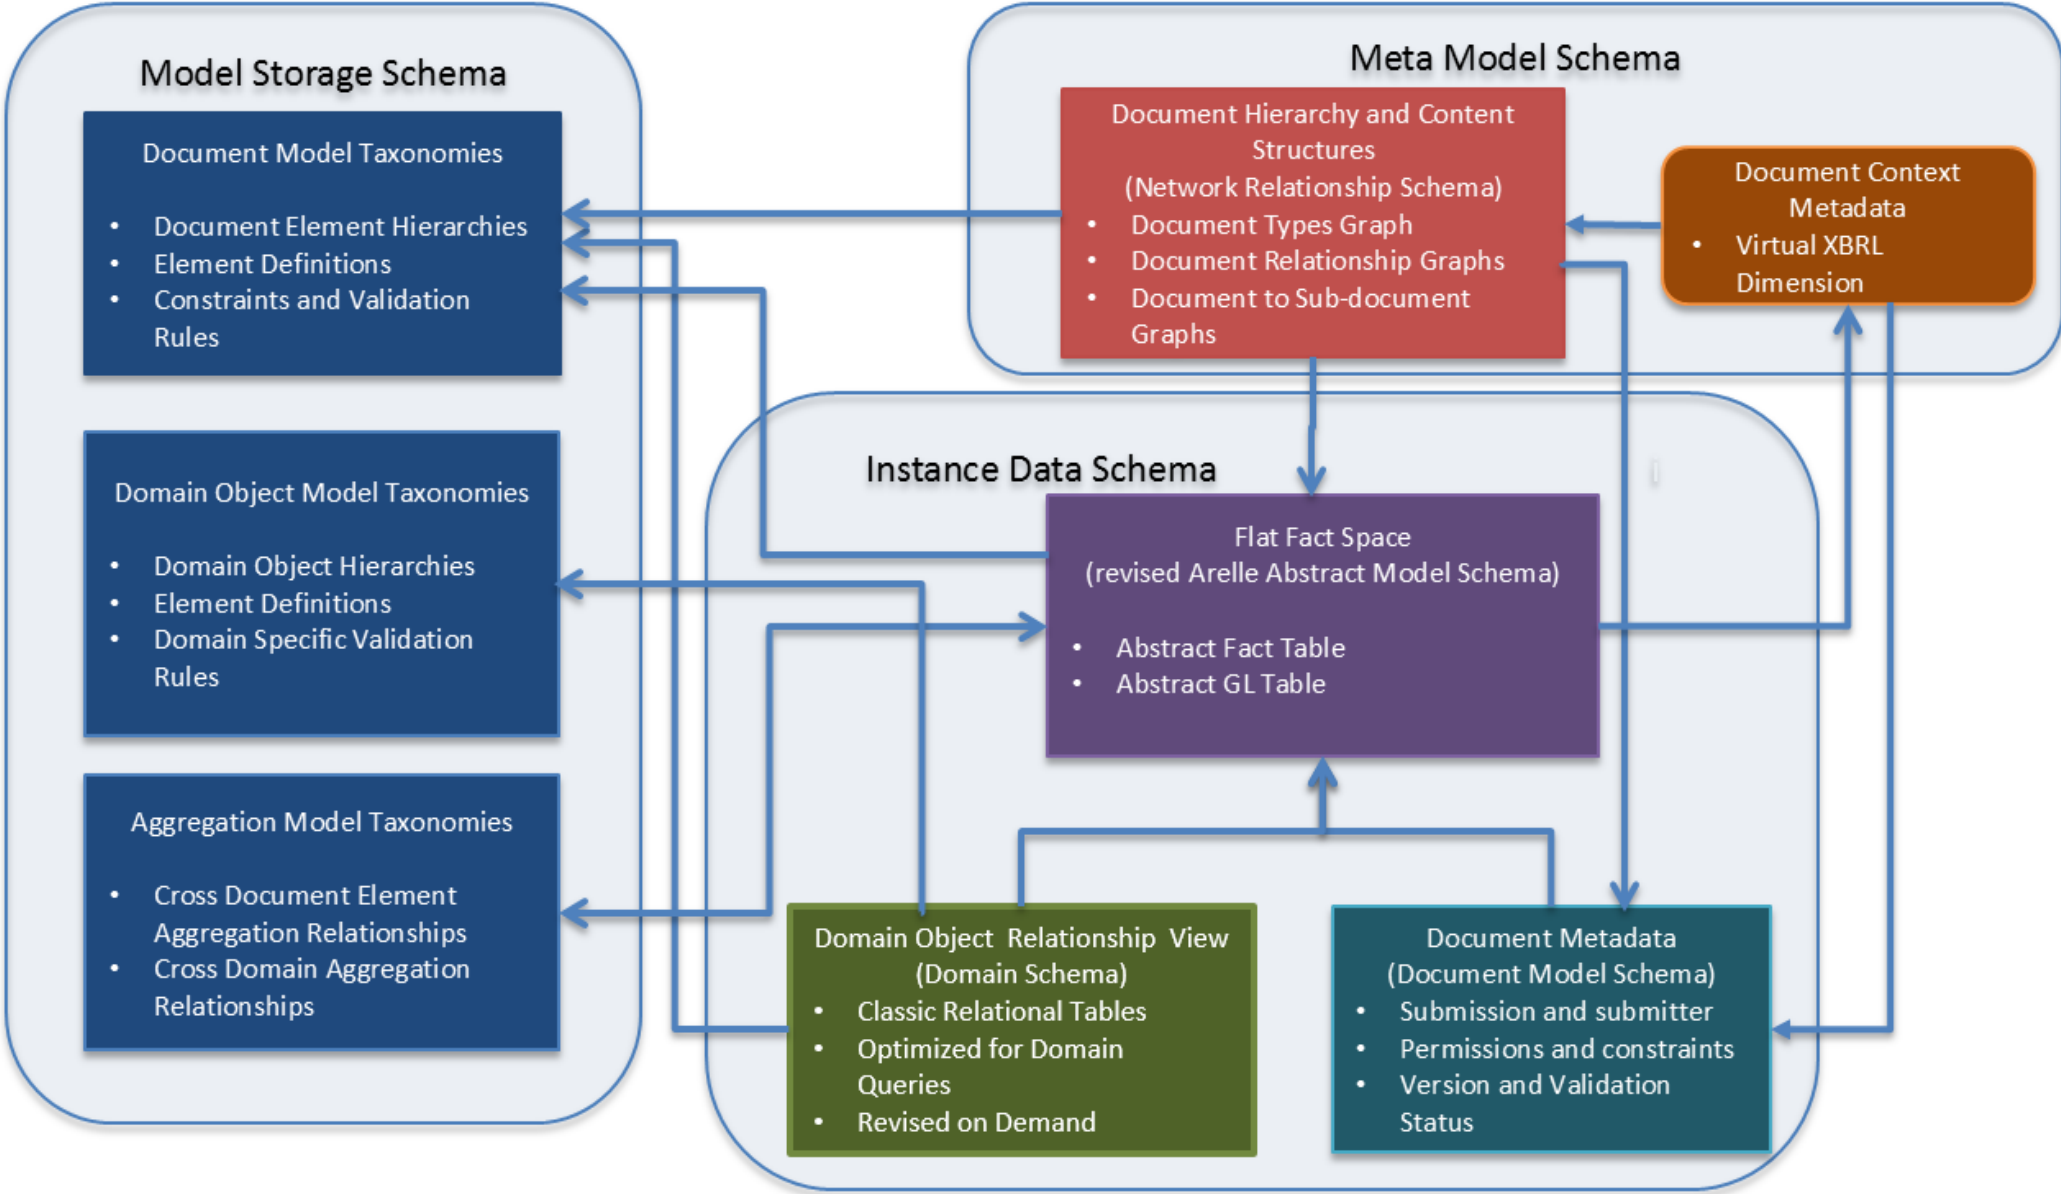 Model Storage Schema
Document Model Taxonomies
• Document Element Hierarchies
• Element Definitions
• Constraints and Validation
Rules
Domain Object Model Taxonomies
• Domain Object Hierarchies
• Element Definitions
• Domain Specific Validation
Rules
Aggregation Model Taxonomies
• Cross Document Element
Aggregation Relationships
• Cross Domain Aggregation
Relationships
Meta Model Schema
Document Hierarchy and Content
Structures
(Network Relationship Schema)
• Document Types Graph
• Document Relationship Graphs
• Document to Sub-document
Graphs
Document Context
Metadata
• Virtual XBRL
Dimension
Instance Data Schema
Flat Fact Space
(revised Arelle Abstract Model Schema)
• Abstract Fact Table
• Abstract GL Table
Domain Object Relationship View
(Domain Schema)
• Classic Relational Tables
• Optimized for Domain
Queries
• Revised on Demand
Document Metadata
(Document Model Schema)
• Submission and submitter
• Permissions and constraints
• Version and Validation
Status